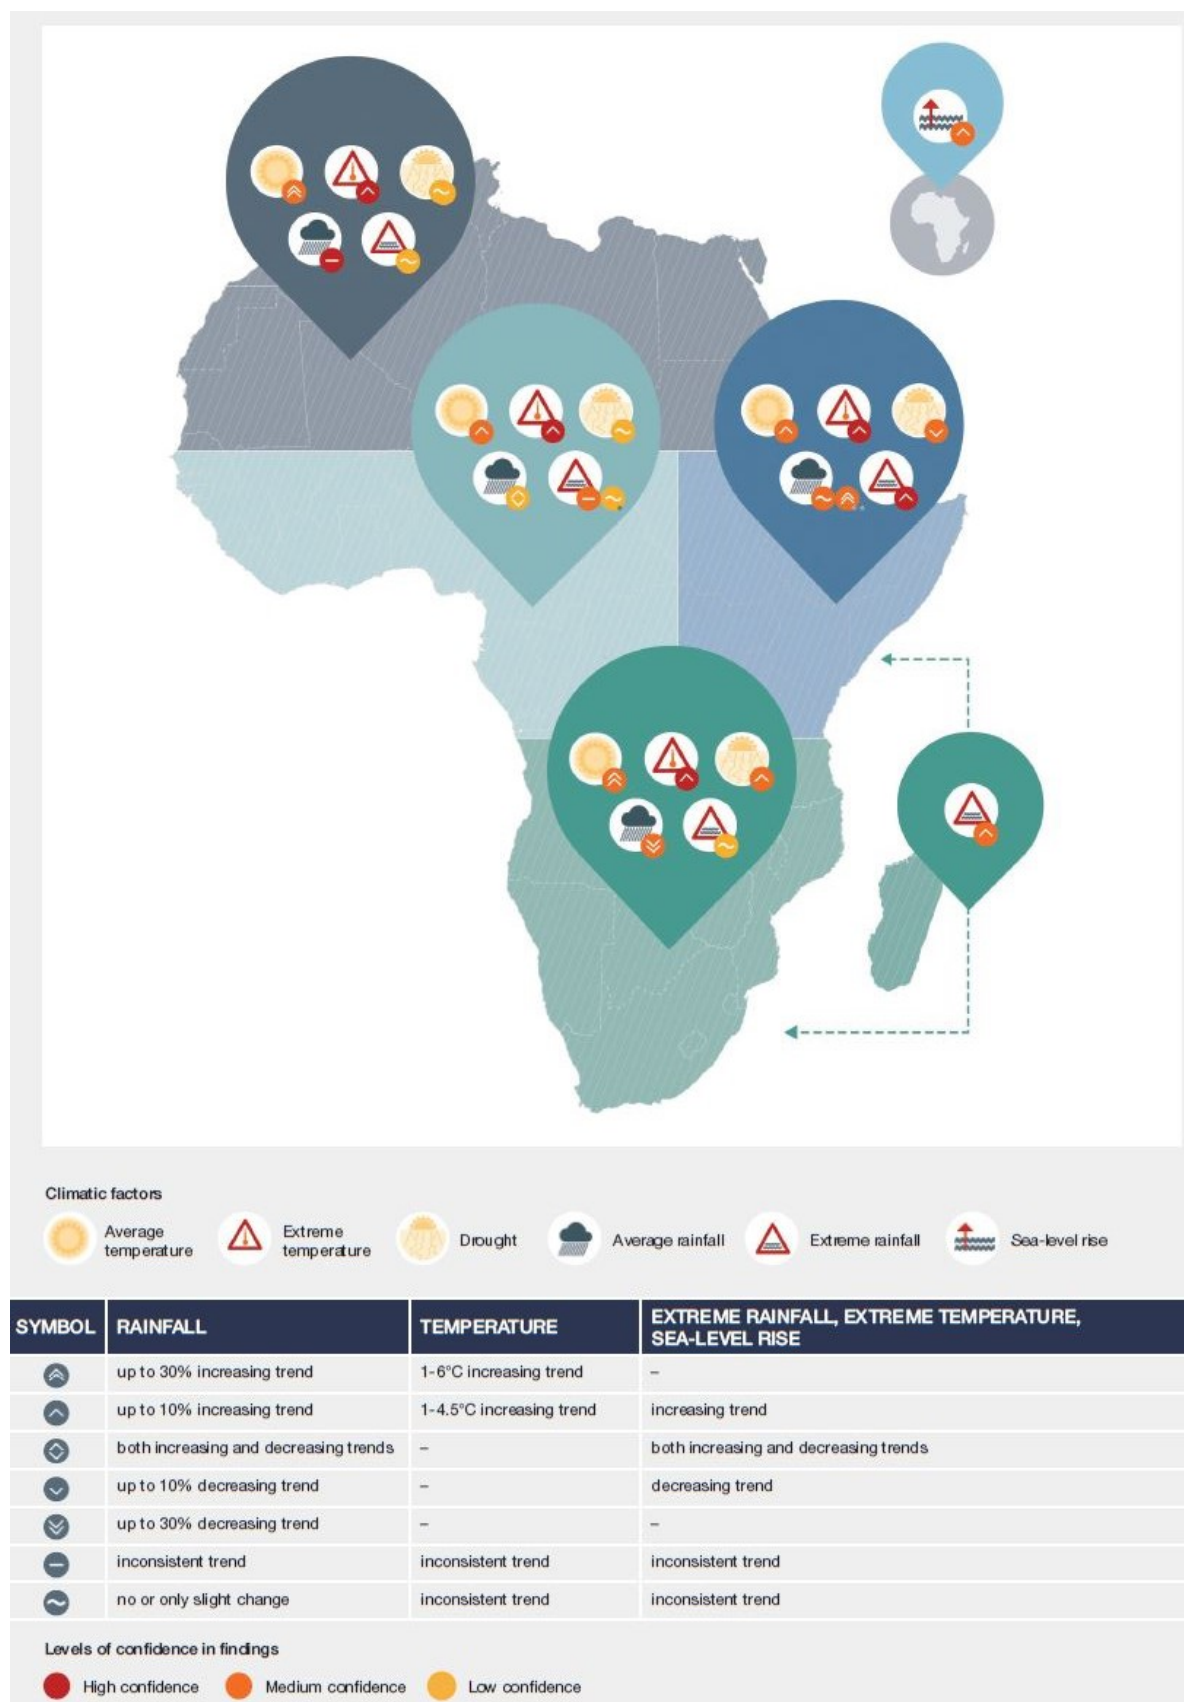 Climatic factors
Average
temperature
Extreme
temperature
Drought
Average rainfall
Extreme rainfall
Sea-level rise
SYMBOL RAINFALL TEMPERATURE EXTREME RAINFALL, EXTREME TEMPERATURE,
SEA-LEVEL RISE
up to 30% increasing trend 1-6°C increasing trend –
up to 10% increasing trend 1-4.5°C increasing trend increasing trend
both increasing and decreasing trends – both increasing and decreasing trends
up to 10% decreasing trend – decreasing trend
up to 30% decreasing trend – –
inconsistent trend inconsistent trend inconsistent trend
no or only slight change inconsistent trend inconsistent trend
Levels of confidence in findings
High confidence Medium confidence Low confidence